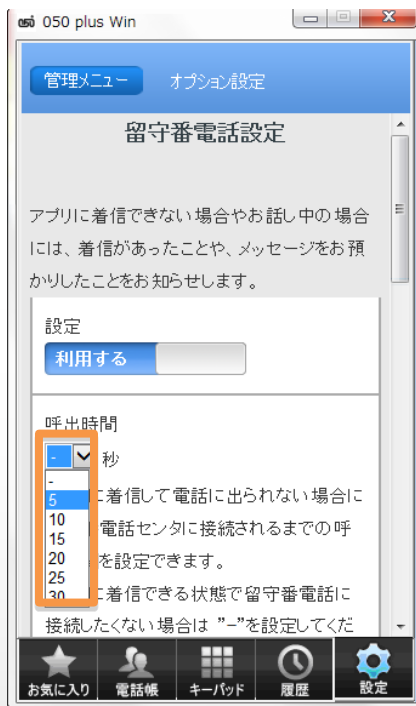 050 plus Win
管理メニュー オプション設定
留守番電話設定
アプリに着信できない場合やお話し中の場合
には、着信があったことや、メッセージをお預
かりしたことをお知らせします。
設定
利用する
呼出時間
- 秒
-
5
10
15
20
25
30
に着信して電話に出られない場合に
電話センタに接続されるまでの呼
を設定できます。
に着信できる状態で留守番電話に
接続したくない場合は "-"を設定してくだ
お気に入り 電話帳 キーパッド 履歴 設定